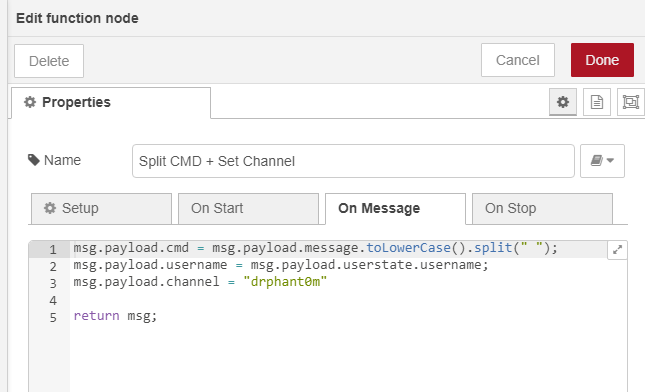 Edit function node
Delete
Cancel
Done
Properties
Name
Split CMD + Set Channel
Setup
On Start
On Message
On Stop
1 msg.payload.cmd = msg.payload.message.toLowerCase().split(" ");
2 msg.payload.username = msg.payload.userstate.username;
3 msg.payload.channel = "drphant0m"
4
5 return msg;